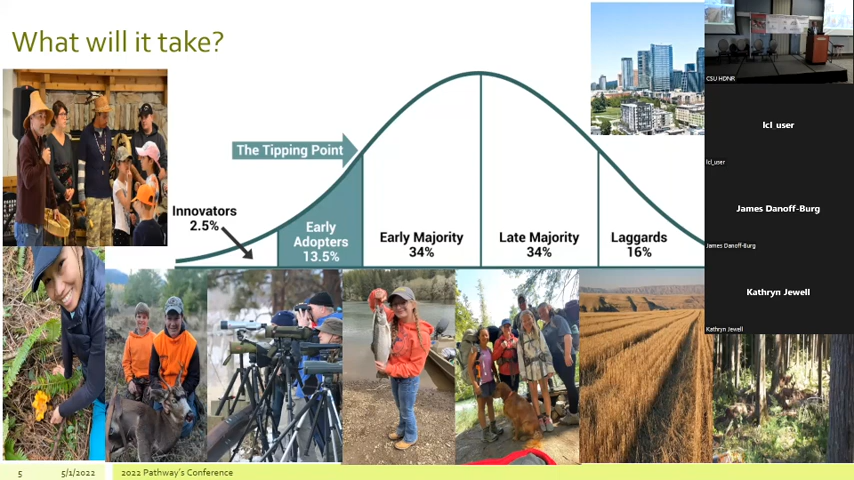 What will it take?
The Tipping Point
Innovators
2.5%
Early
Adopters
13.5%
Early Majority
34%
Late Majority
34%
Laggards
16%
CSU HDNR
lcl_user
lcl_user
James Danoff-Burg
James Danoff-Burg
Kathryn Jewell
Kathryn Jewell
5
5/1/2022
2022 Pathway's Conference